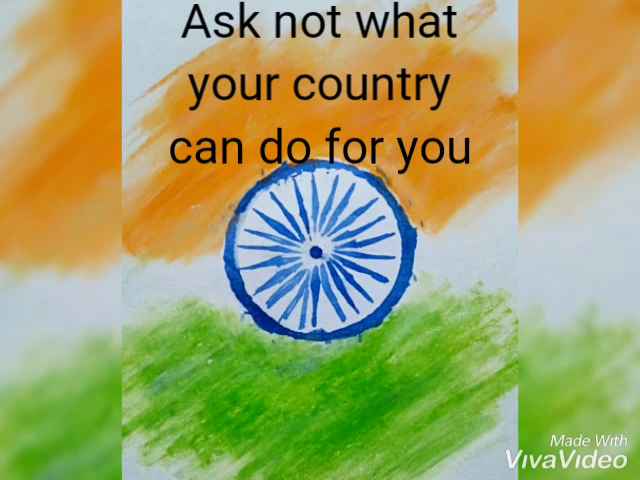 Ask not what
your country
can do for you
Made With
VivaVideo